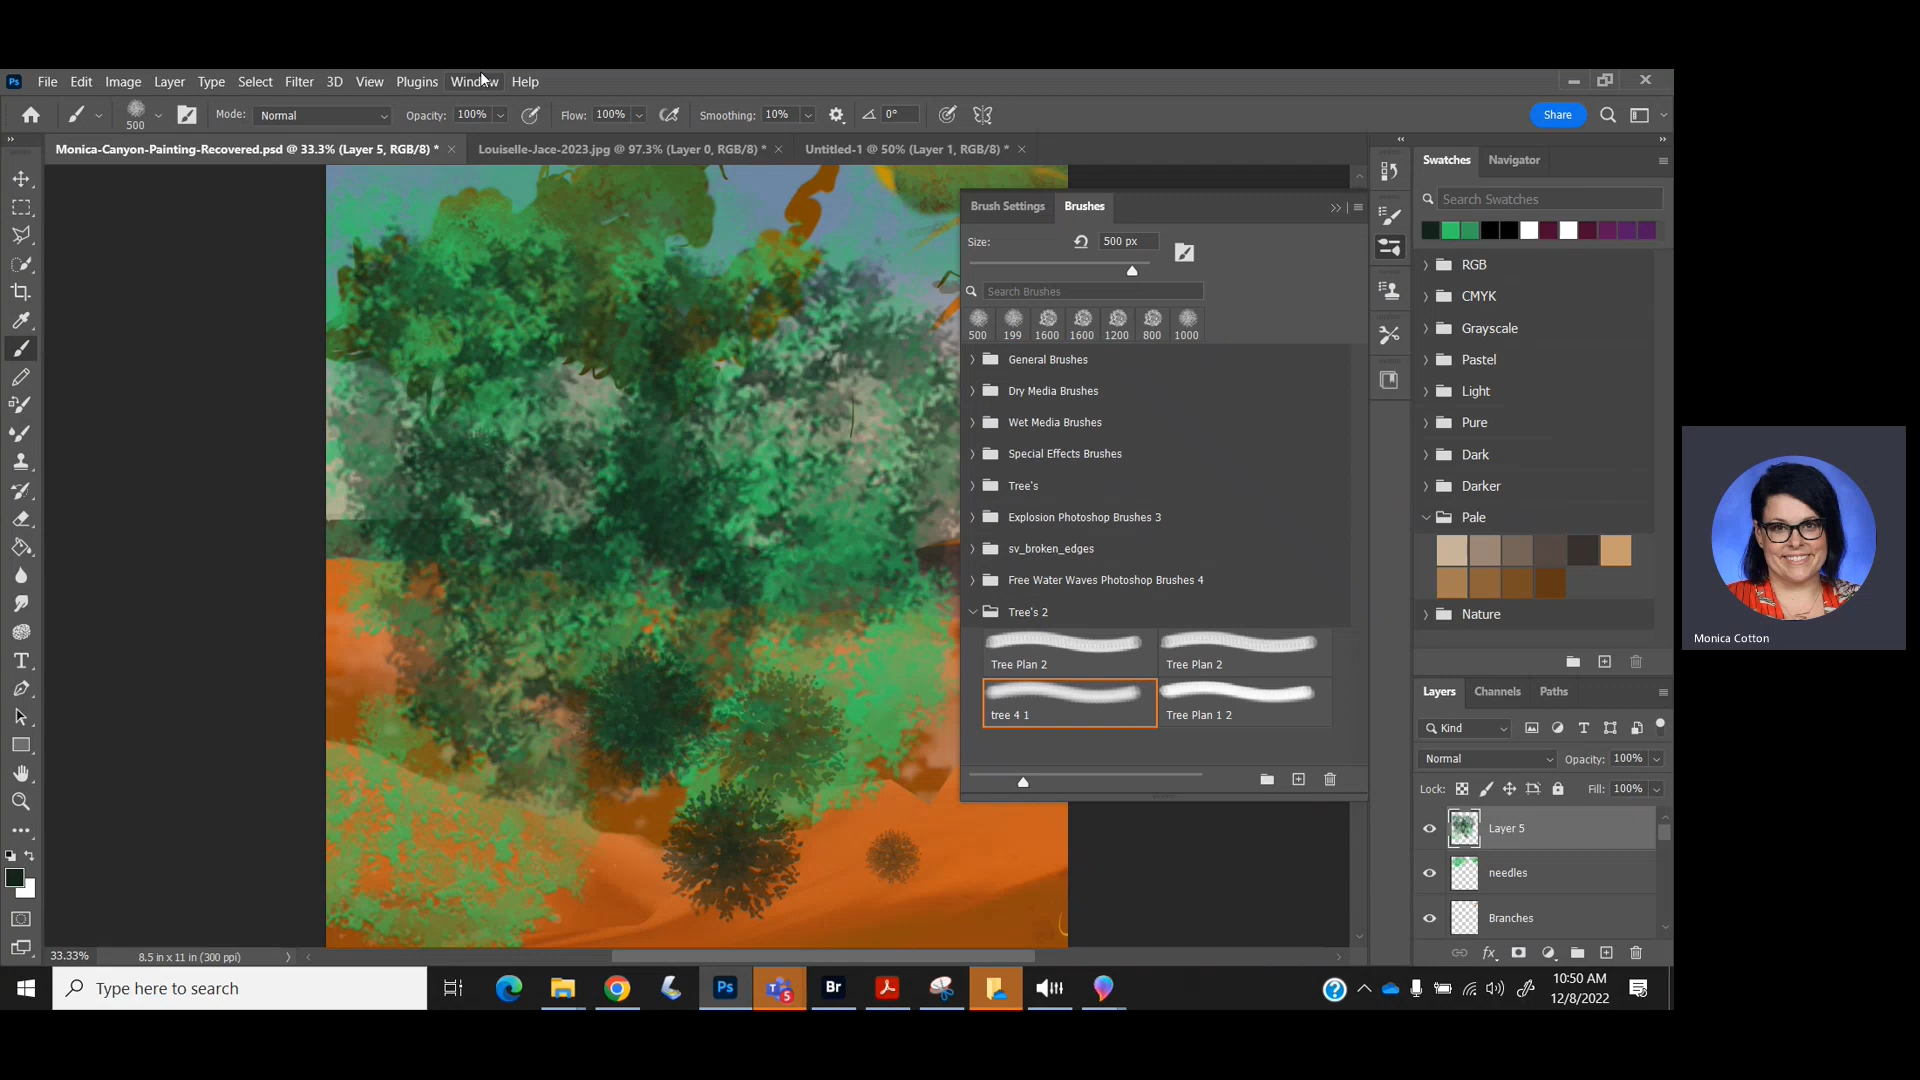 Ps File Edit Image Layer Type Select Filter 3D View Plugins Window Help
500 Mode: Normal Opacity: 100% Flow: 100% Smoothing: 10% 0° Share
Monica-Canyon-Painting-Recovered.psd @ 33.3% (Layer 5, RGB/8) * Louiselle-Jace-2023.jpg @ 97.3% (Layer 0, RGB/8) * Untitled-1 @ 50% (Layer 1, RGB/8) *
Brush Settings Brushes
Size: 500 px
Search Brushes
500 199 1600 1600 1200 800 1000
General Brushes
Dry Media Brushes
Wet Media Brushes
Special Effects Brushes
Tree's
Explosion Photoshop Brushes 3
sv_broken_edges
Free Water Waves Photoshop Brushes 4
Tree's 2
Tree Plan 2 Tree Plan 2
tree 4 1 Tree Plan 1 2
Swatches Navigator
Search Swatches
RGB
CMYK
Grayscale
Pastel
Light
Pure
Dark
Darker
Pale
Nature
Layers Channels Paths
Kind
Normal Opacity: 100%
Lock: Fill: 100%
Layer 5
needles
Branches
fx
Monica Cotton
33.33% 8.5 in x 11 in (300 ppi)
Type here to search Ps 5 Br
10:50 AM
12/8/2022